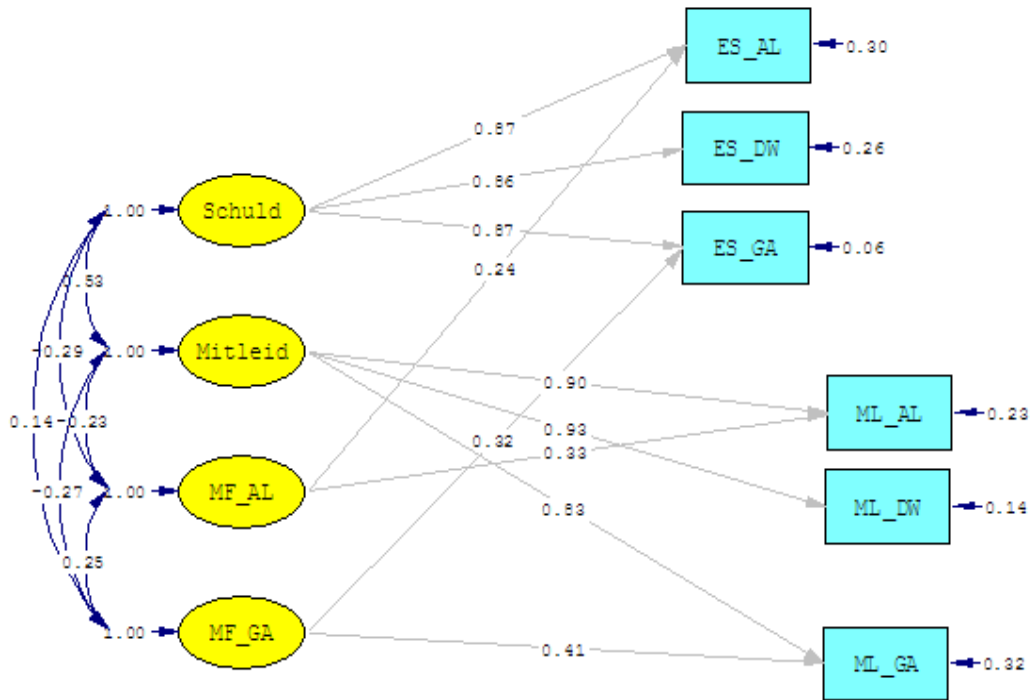 ES_AL
0.30
0.87
ES_DW
0.26
0.86
1.00
Schuld
0.87
ES_GA
0.06
0.24
0.53
1.00
Mitleid
-0.29
0.90
ML_AL
0.23
0.14
-0.23
0.93
0.32
0.33
1.00
MF_AL
-0.27
ML_DW
0.14
0.83
0.25
1.00
MF_GA
0.41
ML_GA
0.32